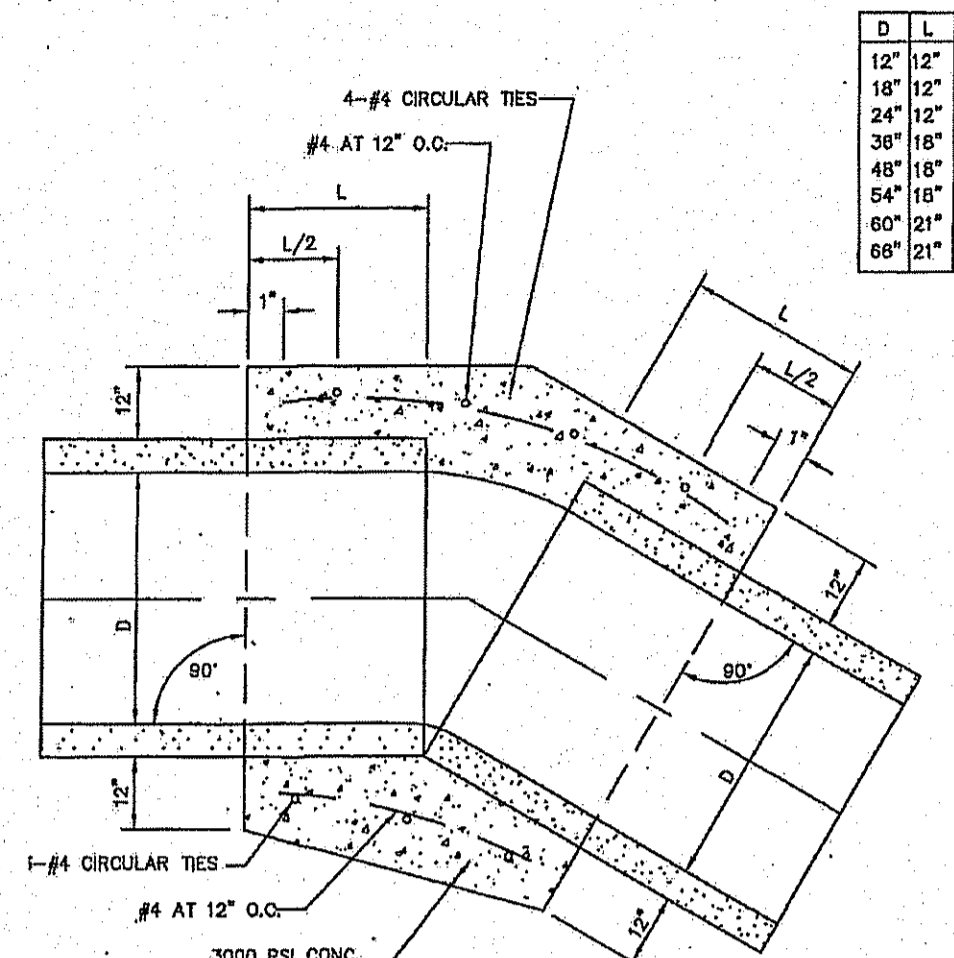 D L
12" 12"
18" 12"
24" 12"
36" 18"
48" 18"
54" 18"
60" 21"
66" 21"
4-#4 CIRCULAR TIES
#4 AT 12" O.C.
L
L/2
1"
L
L/2
1"
12"
12"
D
90°
90°
D
12"
12"
1-#4 CIRCULAR TIES
#4 AT 12" O.C.
3000 PSI CONC.